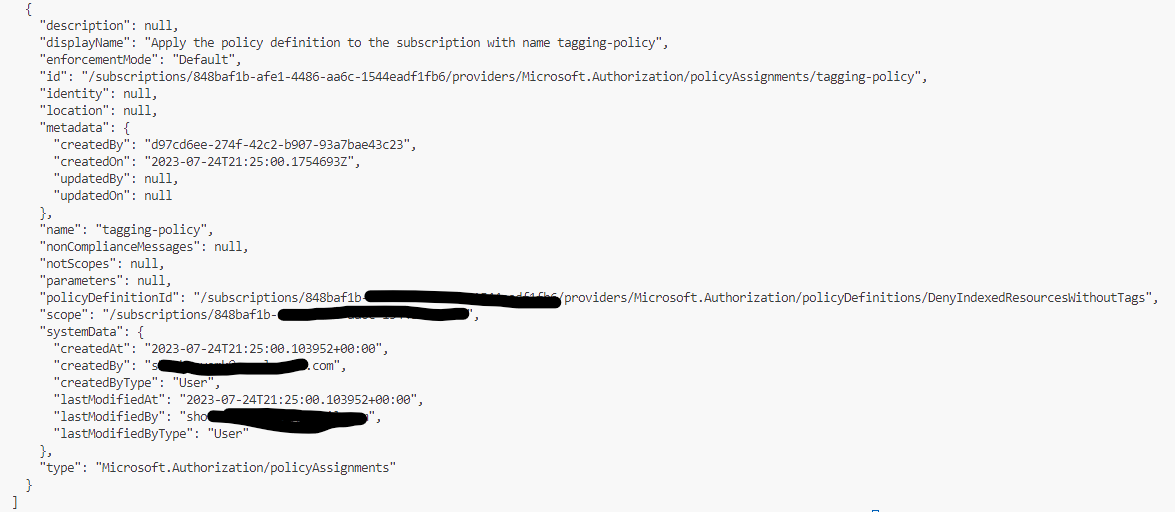 {
"description": null,
"displayName": "Apply the policy definition to the subscription with name tagging-policy",
"enforcementMode": "Default",
"id": "/subscriptions/848baf1b-afe1-4486-aa6c-1544eadf1fb6/providers/Microsoft.Authorization/policyAssignments/tagging-policy",
"identity": null,
"location": null,
"metadata": {
"createdBy": "d97cd6ee-274f-42c2-b907-93a7bae43c23",
"createdOn": "2023-07-24T21:25:00.1754693Z",
"updatedBy": null,
"updatedOn": null
},
"name": "tagging-policy",
"nonComplianceMessages": null,
"notScopes": null,
"parameters": null,
"policyDefinitionId": "/subscriptions/848baf1b- /providers/Microsoft.Authorization/policyDefinitions/DenyIndexedResourcesWithoutTags",
"scope": "/subscriptions/848baf1b- ",
"systemData": {
"createdAt": "2023-07-24T21:25:00.103952+00:00",
"createdBy": "s .com",
"createdByType": "User",
"lastModifiedAt": "2023-07-24T21:25:00.103952+00:00",
"lastModifiedBy": "sho ",
"lastModifiedByType": "User"
},
"type": "Microsoft.Authorization/policyAssignments"
}
]